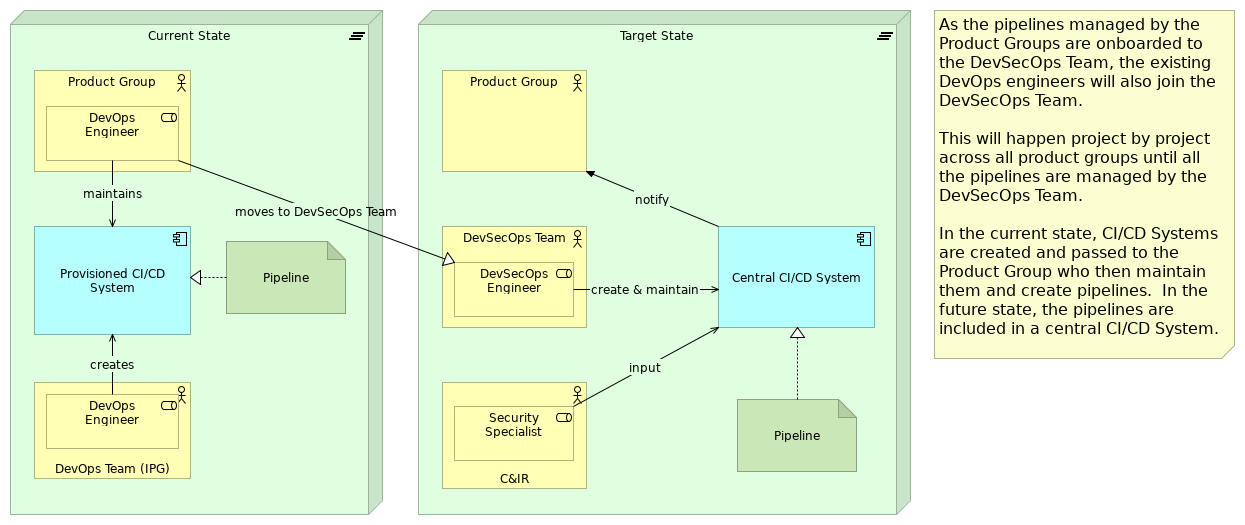 Current State
Product Group
DevOps
Engineer
maintains
moves to DevSecOps Team
Provisioned CI/CD
System
Pipeline
creates
DevOps
Engineer
DevOps Team (IPG)
Target State
Product Group
notify
DevSecOps Team
DevSecOps
Engineer
create & maintain
Central CI/CD System
input
Security
Specialist
C&IR
Pipeline
As the pipelines managed by the
Product Groups are onboarded to
the DevSecOps Team, the existing
DevOps engineers will also join the
DevSecOps Team.
This will happen project by project
across all product groups until all
the pipelines are managed by the
DevSecOps Team.
In the current state, CI/CD Systems
are created and passed to the
Product Group who then maintain
them and create pipelines.  In the
future state, the pipelines are
included in a central CI/CD System.